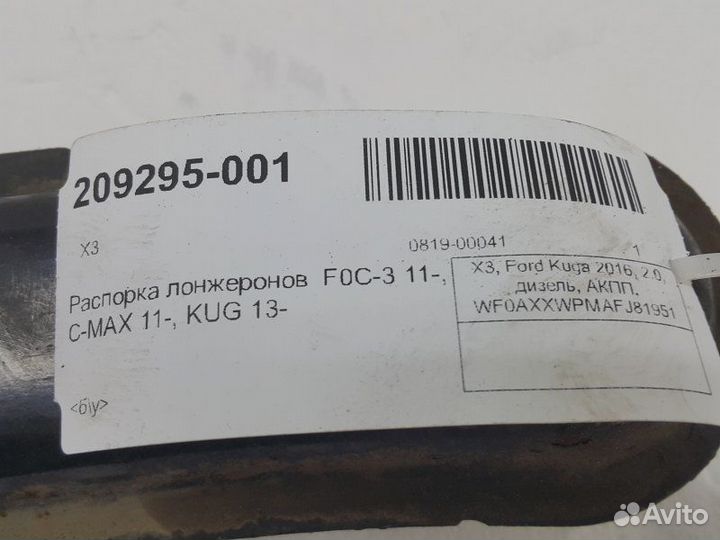 209295-001
X3
0819-00041
1
Распорка лонжеронов F0C-3 11-,
C-MAX 11-, KUG 13-
X3, Ford Kuga 2016, 2.0,
дизель, АКПП.
WF0AXXWPMAFJ81951
<б\у>
Avito